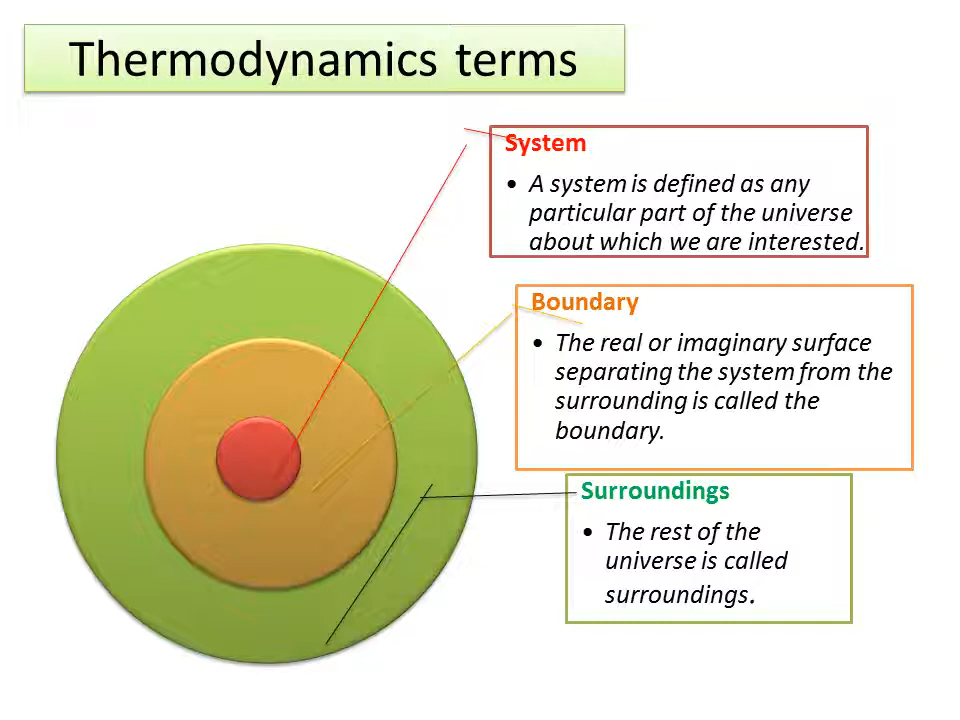 Thermodynamics terms
System
• A system is defined as any
particular part of the universe
about which we are interested.
Boundary
• The real or imaginary surface
separating the system from the
surrounding is called the
boundary.
Surroundings
• The rest of the
universe is called
surroundings.